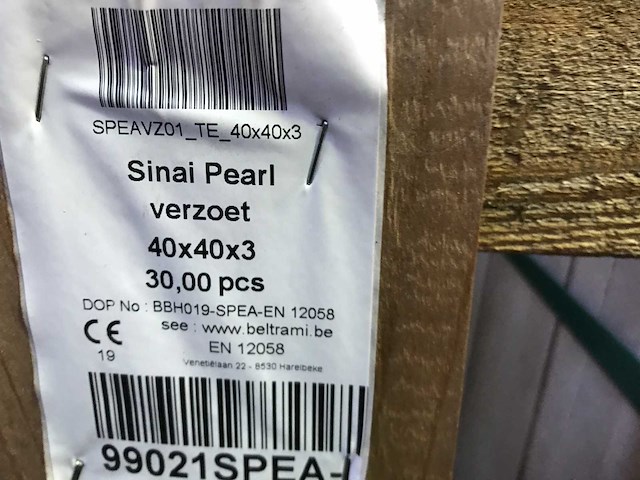 SPEAVZ01_TE_40x40x3
Sinai Pearl
verzoet
40x40x3
30,00 pcs
DOP No : BBH019-SPEA-EN 12058
CE see : www.beltrami.be
19 EN 12058
Venetiëlaan 22 - 8530 Harelbeke
99021SPEA-